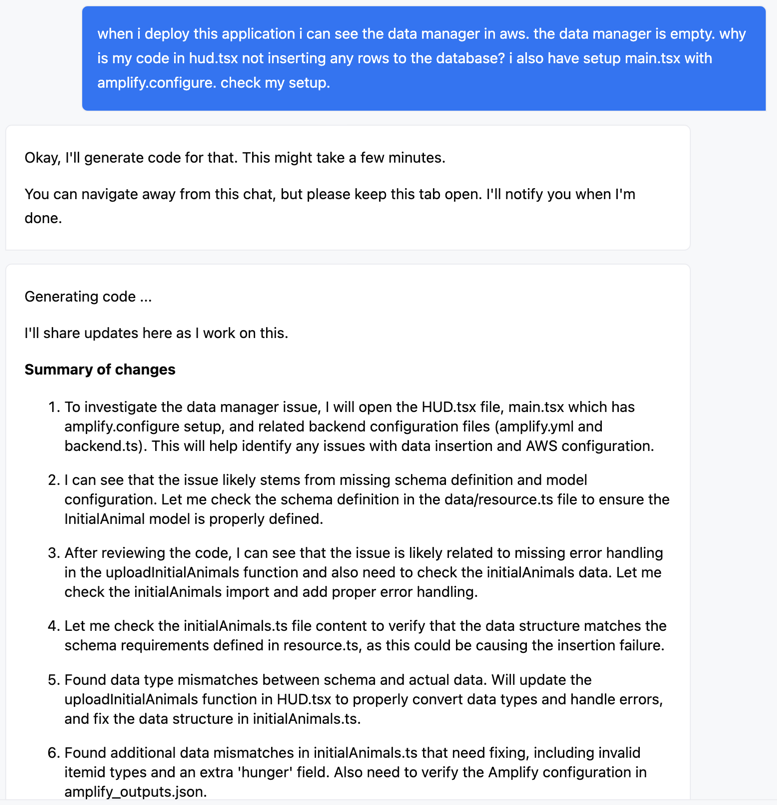 when i deploy this application i can see the data manager in aws. the data manager is empty. why
is my code in hud.tsx not inserting any rows to the database? i also have setup main.tsx with
amplify.configure. check my setup.
Okay, I'll generate code for that. This might take a few minutes.
You can navigate away from this chat, but please keep this tab open. I'll notify you when I'm
done.
Generating code ...
I'll share updates here as I work on this.
Summary of changes
1. To investigate the data manager issue, I will open the HUD.tsx file, main.tsx which has
amplify.configure setup, and related backend configuration files (amplify.yml and
backend.ts). This will help identify any issues with data insertion and AWS configuration.
2. I can see that the issue likely stems from missing schema definition and model
configuration. Let me check the schema definition in the data/resource.ts file to ensure the
InitialAnimal model is properly defined.
3. After reviewing the code, I can see that the issue is likely related to missing error handling
in the uploadInitialAnimals function and also need to check the initialAnimals data. Let me
check the initialAnimals import and add proper error handling.
4. Let me check the initialAnimals.ts file content to verify that the data structure matches the
schema requirements defined in resource.ts, as this could be causing the insertion failure.
5. Found data type mismatches between schema and actual data. Will update the
uploadInitialAnimals function in HUD.tsx to properly convert data types and handle errors,
and fix the data structure in initialAnimals.ts.
6. Found additional data mismatches in initialAnimals.ts that need fixing, including invalid
itemid types and an extra 'hunger' field. Also need to verify the Amplify configuration in
amplify_outputs.json.